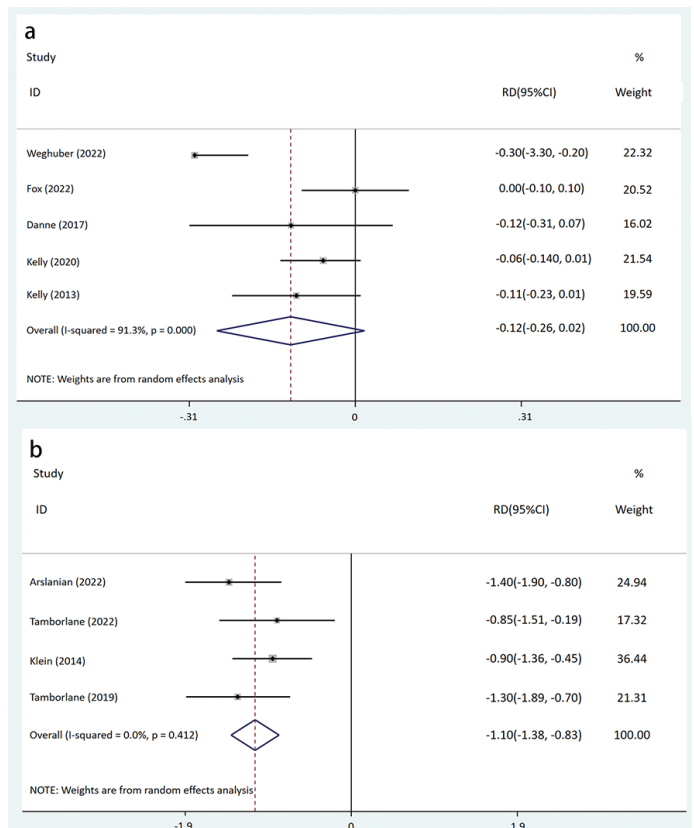 a
Study %
ID RD(95%CI) Weight
Weghuber (2022) -0.30(-3.30, -0.20) 22.32
Fox (2022) 0.00(-0.10, 0.10) 20.52
Danne (2017) -0.12(-0.31, 0.07) 16.02
Kelly (2020) -0.06(-0.140, 0.01) 21.54
Kelly (2013) -0.11(-0.23, 0.01) 19.59
Overall (I-squared = 91.3%, p = 0.000) -0.12(-0.26, 0.02) 100.00
NOTE: Weights are from random effects analysis
-.31 0 .31
b
Study %
ID RD(95%CI) Weight
Arslanian (2022) -1.40(-1.90, -0.80) 24.94
Tamborlane (2022) -0.85(-1.51, -0.19) 17.32
Klein (2014) -0.90(-1.36, -0.45) 36.44
Tamborlane (2019) -1.30(-1.89, -0.70) 21.31
Overall (I-squared = 0.0%, p = 0.412) -1.10(-1.38, -0.83) 100.00
NOTE: Weights are from random effects analysis
-1.9 0 1.9